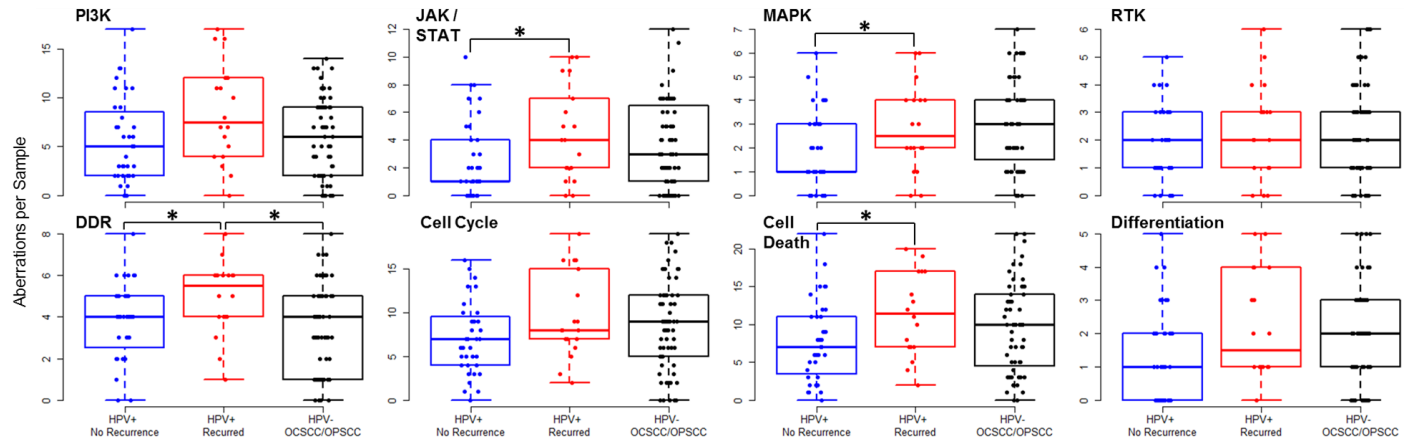 PI3K
JAK /
STAT
MAPK
RTK
Aberrations per Sample
0 5 10 15
0 2 4 6 8 10 12
0 1 2 3 4 5 6 7
0 1 2 3 4 5 6
*
*
DDR
Cell Cycle
Cell
Death
Differentiation
0 2 4 6 8
0 5 10 15
0 5 10 15 20
0 1 2 3 4 5
* *
*
HPV+
No Recurrence
HPV+
Recurred
HPV-
OCSCC/OPSCC
HPV+
No Recurrence
HPV+
Recurred
HPV-
OCSCC/OPSCC
HPV+
No Recurrence
HPV+
Recurred
HPV-
OCSCC/OPSCC
HPV+
No Recurrence
HPV+
Recurred
HPV-
OCSCC/OPSCC